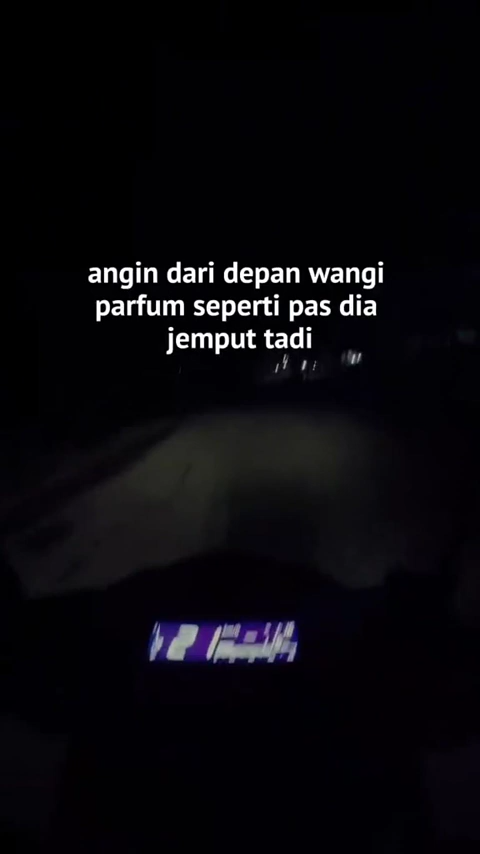 angin dari depan wangi
parfum seperti pas dia
jemput tadi